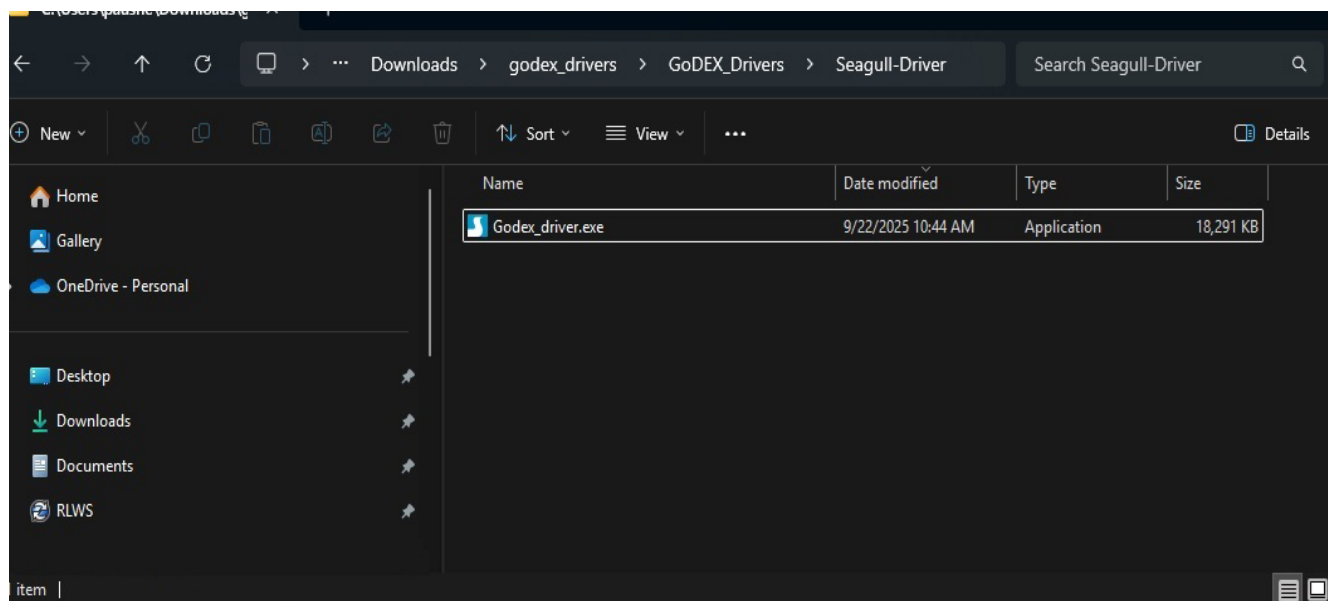 Downloads > godex_drivers > GoDEX_Drivers > Seagull-Driver
Search Seagull-Driver
New
Sort
View
Details
Name Date modified Type Size
Godex_driver.exe 9/22/2025 10:44 AM Application 18,291 KB
Home
Gallery
OneDrive - Personal
Desktop
Downloads
Documents
RLWS
item